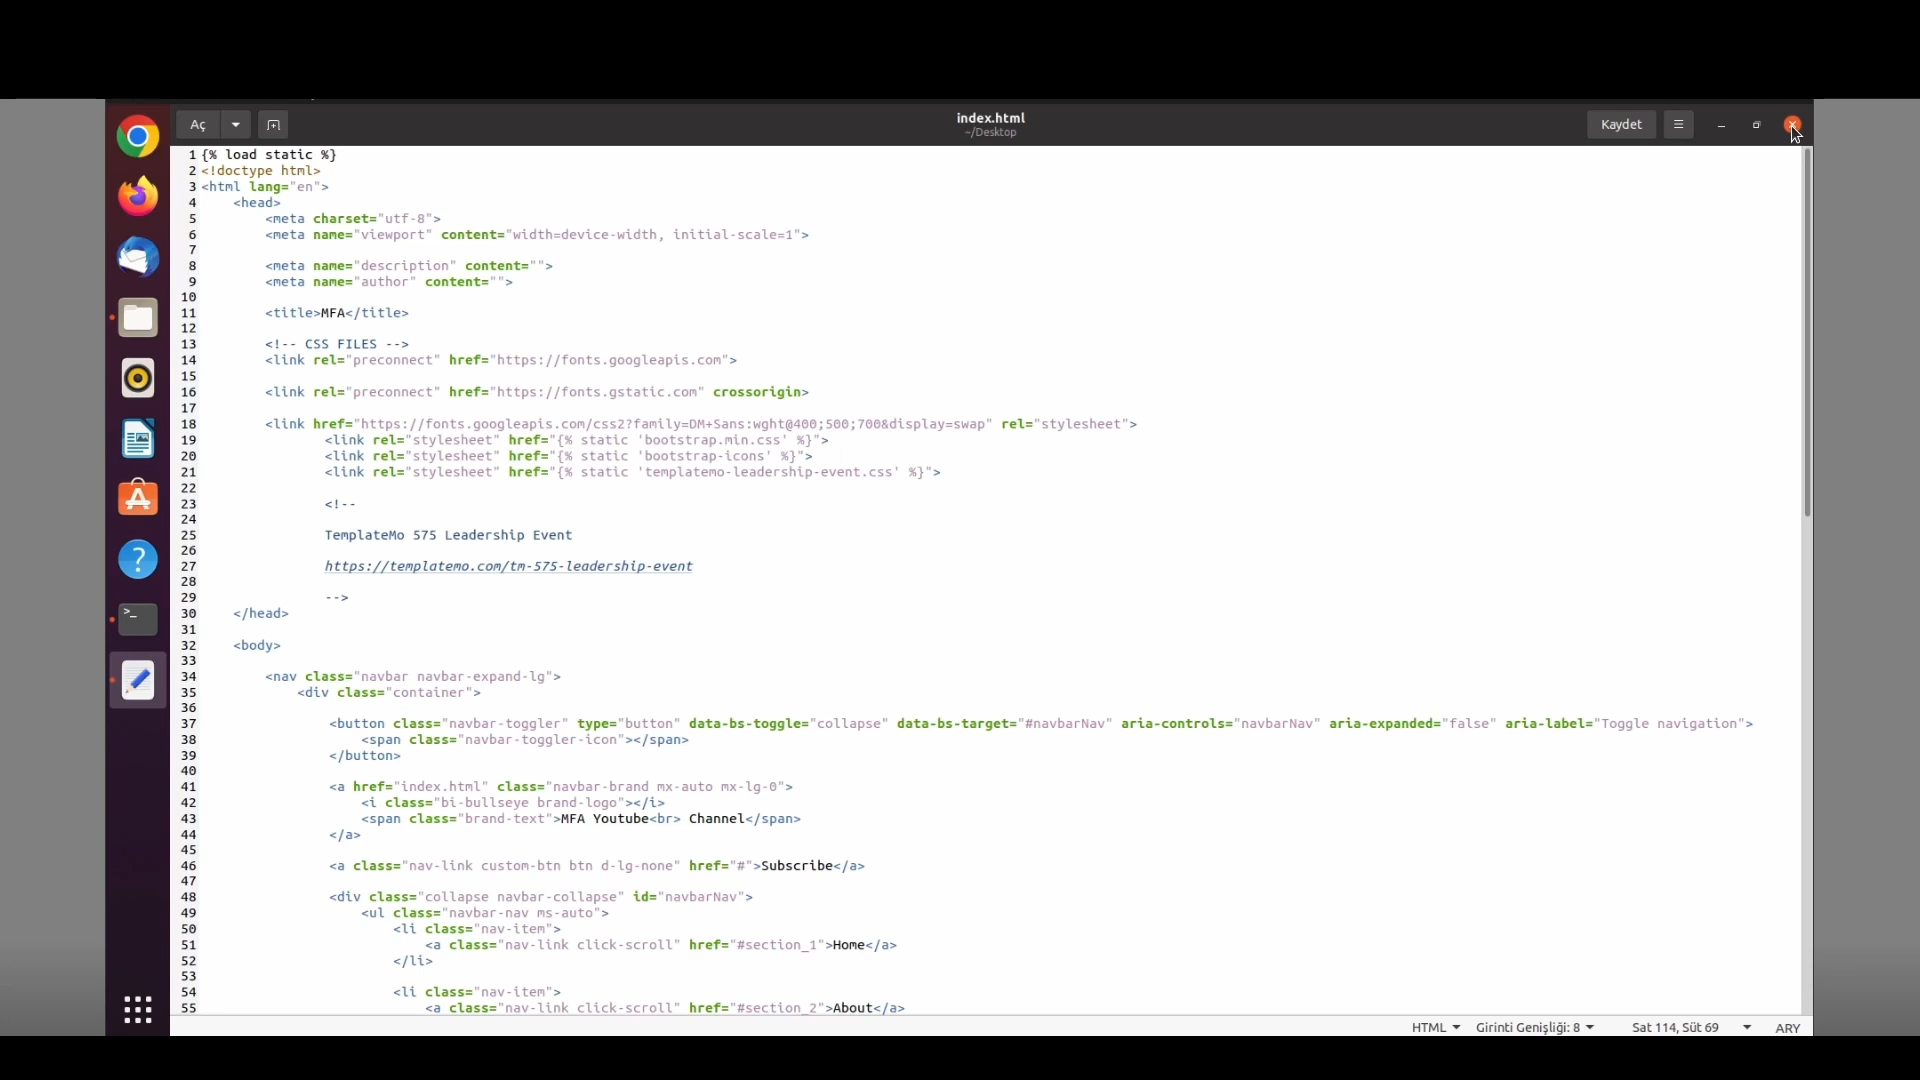 Aç
index.html
~/Desktop
Kaydet
1 {% load static %}
2 <!doctype html>
3 <html lang="en">
4 <head>
5 <meta charset="utf-8">
6 <meta name="viewport" content="width=device-width, initial-scale=1">
7
8 <meta name="description" content="">
9 <meta name="author" content="">
10
11 <title>MFA</title>
12
13 <!-- CSS FILES -->
14 <link rel="preconnect" href="https://fonts.googleapis.com">
15
16 <link rel="preconnect" href="https://fonts.gstatic.com" crossorigin>
17
18 <link href="https://fonts.googleapis.com/css2?family=DM+Sans:wght@400;500;700&display=swap" rel="stylesheet">
19 <link rel="stylesheet" href="{% static 'bootstrap.min.css' %}">
20 <link rel="stylesheet" href="{% static 'bootstrap-icons' %}">
21 <link rel="stylesheet" href="{% static 'templatemo-leadership-event.css' %}">
22
23 <!--
24
25 TemplateMo 575 Leadership Event
26
27 https://templatemo.com/tm-575-leadership-event
28
29 -->
30 </head>
31
32 <body>
33
34 <nav class="navbar navbar-expand-lg">
35 <div class="container">
36
37 <button class="navbar-toggler" type="button" data-bs-toggle="collapse" data-bs-target="#navbarNav" aria-controls="navbarNav" aria-expanded="false" aria-label="Toggle navigation">
38 <span class="navbar-toggler-icon"></span>
39 </button>
40
41 <a href="index.html" class="navbar-brand mx-auto mx-lg-0">
42 <i class="bi-bullseye brand-logo"></i>
43 <span class="brand-text">MFA Youtube<br> Channel</span>
44 </a>
45
46 <a class="nav-link custom-btn btn d-lg-none" href="#">Subscribe</a>
47
48 <div class="collapse navbar-collapse" id="navbarNav">
49 <ul class="navbar-nav ms-auto">
50 <li class="nav-item">
51 <a class="nav-link click-scroll" href="#section_1">Home</a>
52 </li>
53
54 <li class="nav-item">
55 <a class="nav-link click-scroll" href="#section_2">About</a>
HTML Girinti Genişliği: 8 Sat 114, Süt 69 ARY